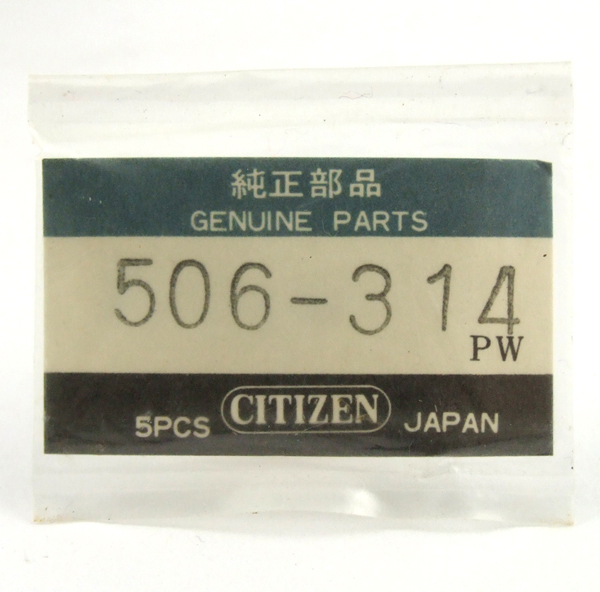 純正部品
GENUINE PARTS
506-314
PW
5PCS CITIZEN JAPAN